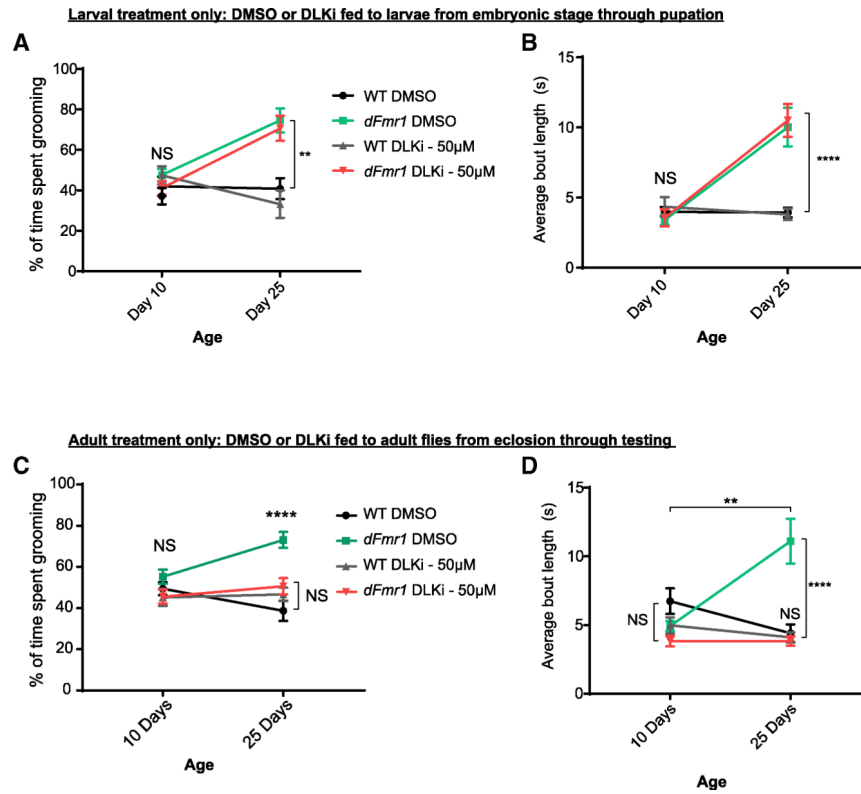 Larval treatment only: DMSO or DLKi fed to larvae from embryonic stage through pupation
A
% of time spent grooming
100
80
60
40
20
0
NS
**
Day 10
Day 25
Age
WT DMSO
dFmr1 DMSO
WT DLKi - 50µM
dFmr1 DLKi - 50µM
B
Average bout length (s)
15
10
5
0
NS
****
Day 10
Day 25
Age
Adult treatment only: DMSO or DLKi fed to adult flies from eclosion through testing
C
% of time spent grooming
100
80
60
40
20
0
NS
****
NS
10 Days
25 Days
Age
WT DMSO
dFmr1 DMSO
WT DLKi - 50µM
dFmr1 DLKi - 50µM
D
Average bout length (s)
15
10
5
0
**
NS
NS
****
10 Days
25 Days
Age